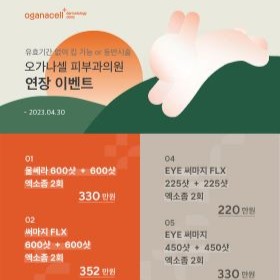 oganacell
유효기간 없이 킵 가능 or 동반시술
오가나셀 피부과의원
연장 이벤트
- 2023.04.30
01
울쎄라 600샷 + 600샷
엑소좀 2회
330 만원
02
써마지 FLX
600샷 + 600샷
엑소좀 2회
352 만원
04
EYE 써마지 FLX
225샷 + 225샷
엑소좀 2회
220 만원
05
EYE 써마지
450샷 + 450샷
엑소좀 2회
330 만원